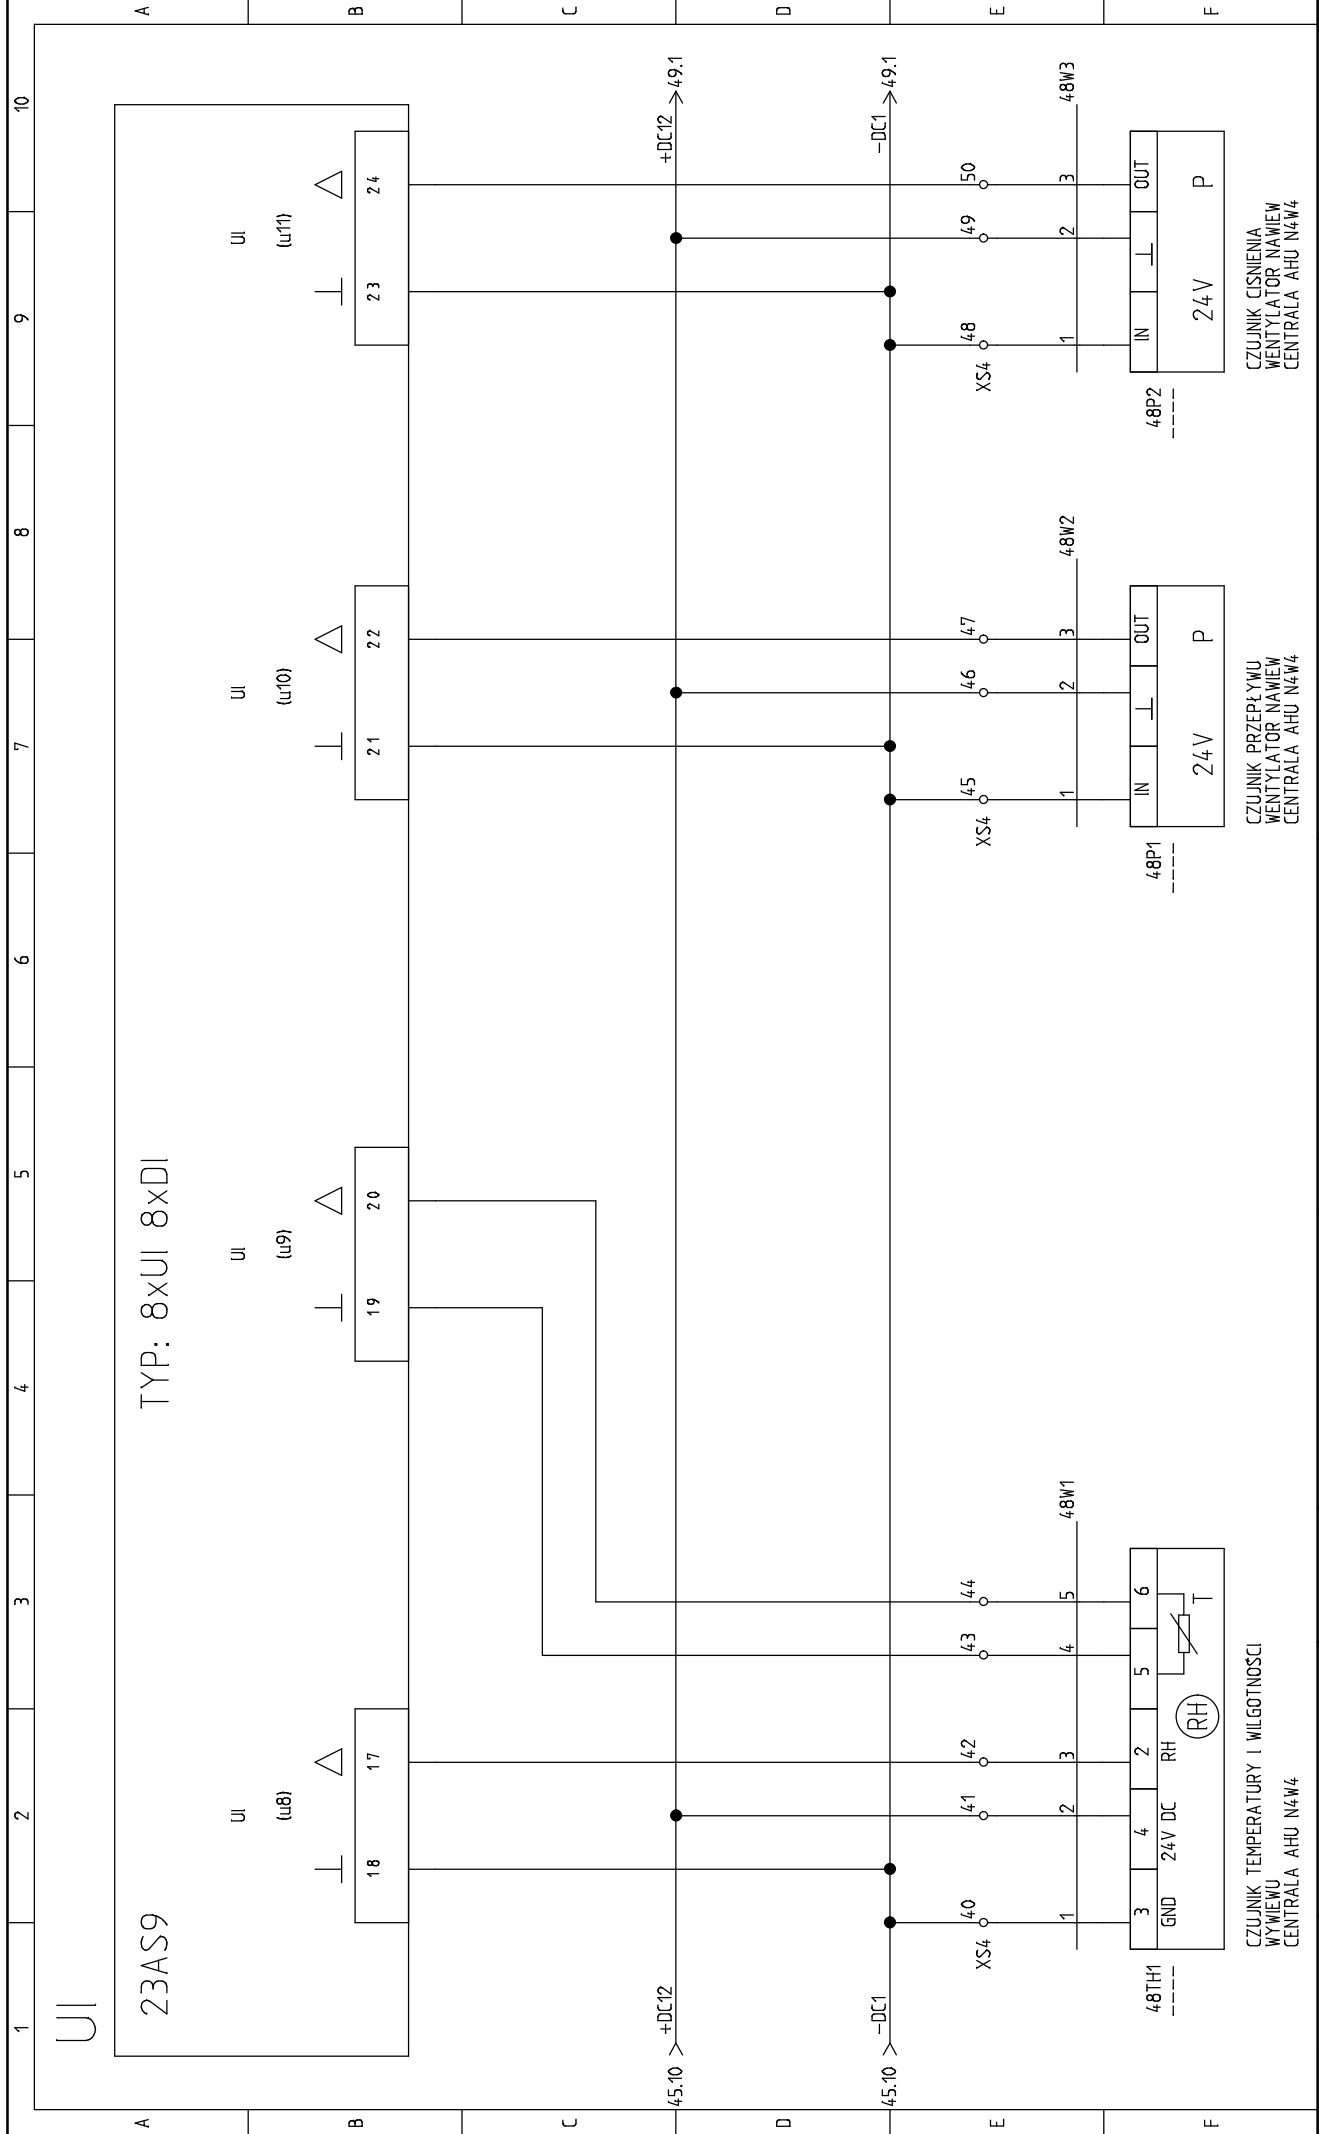 1 2 3 4 5 6 7 8 9 10
A A
B B
C C
D D
E E
F F
UI
23AS9 TYP: 8xUI 8xDI
UI UI UI UI
(u8) (u9) (u10) (u11)
18 17 19 20 21 22 23 24
45.10 +DC12 +DC12 49.1
45.10 -DC1 -DC1 49.1
XS4 40 41 42 43 44 XS4 45 46 47 XS4 48 49 50
1 2 3 4 5 48W1 1 2 3 48W2 1 2 3 48W3
48TH1 3 4 2 5 6 48P1 IN OUT 48P2 IN OUT
GND 24V DC RH
RH T 24V P 24V P
CZUJNIK TEMPERATURY I WILGOTNOŚCI
WYWIEWU
CENTRALA AHU N4W4
CZUJNIK PRZEPŁYWU
WENTYLATOR NAWIEW
CENTRALA AHU N4W4
CZUJNIK CISNIENIA
WENTYLATOR NAWIEW
CENTRALA AHU N4W4